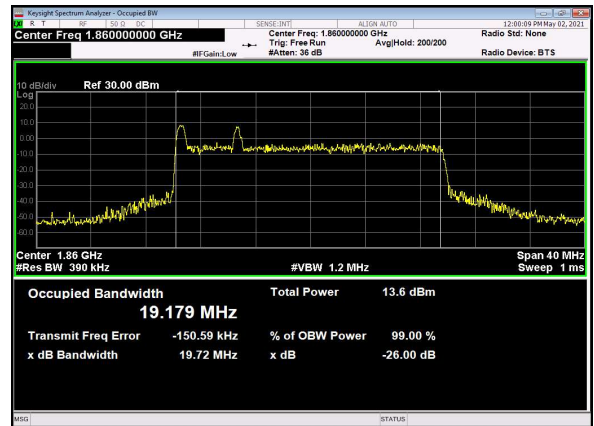 Keysight Spectrum Analyzer - Occupied BW
R T RF 50 Ω DC SENSE:INT ALIGN AUTO 12:00:09 PM May 02, 2021
Center Freq 1.860000000 GHz Center Freq: 1.860000000 GHz Radio Std: None
Trig: Free Run Avg|Hold: 200/200
#IFGain:Low #Atten: 36 dB Radio Device: BTS
10 dB/div Ref 30.00 dBm
Log
20.0
10.0
0.00
-10.0
-20.0
-30.0
-40.0
-50.0
-60.0
Center 1.86 GHz Span 40 MHz
#Res BW 390 kHz #VBW 1.2 MHz Sweep 1 ms
Occupied Bandwidth Total Power 13.6 dBm
19.179 MHz
Transmit Freq Error -150.59 kHz % of OBW Power 99.00 %
x dB Bandwidth 19.72 MHz x dB -26.00 dB
MSG STATUS